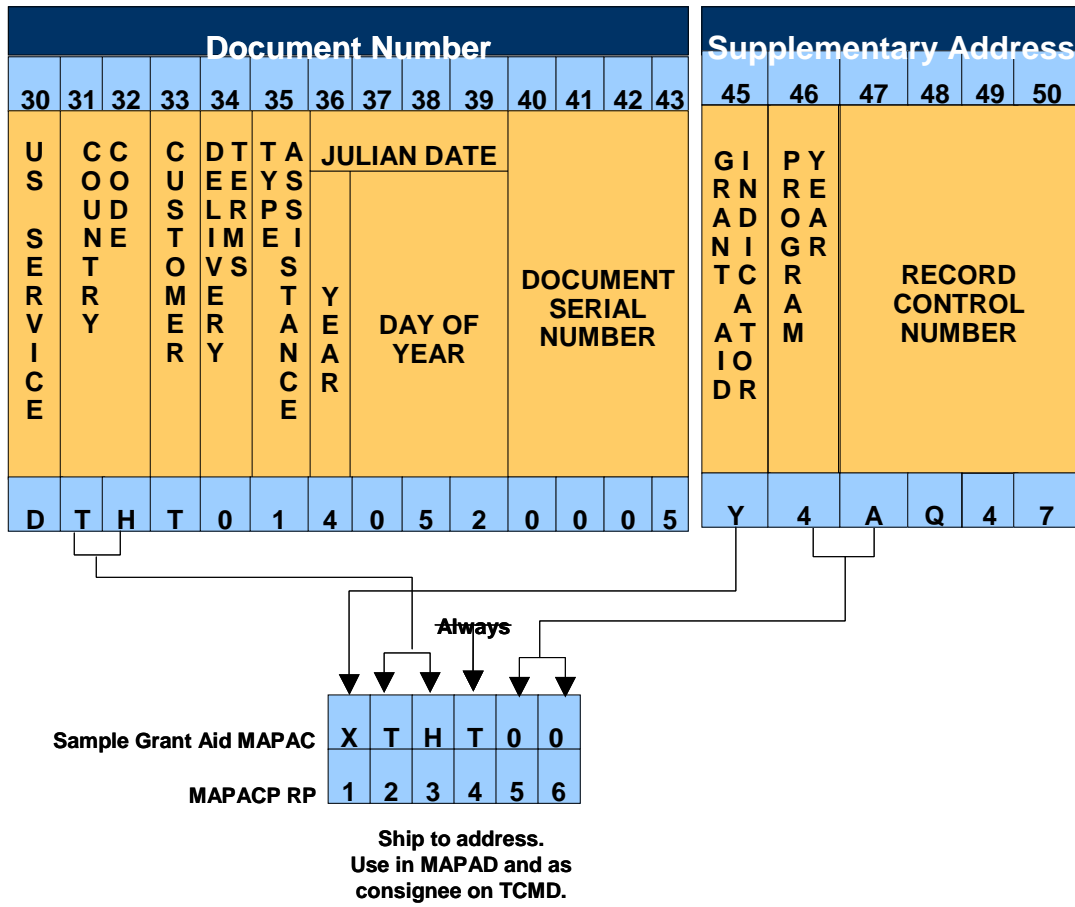 Document Number
30 31 32 33 34 35 36 37 38 39 40 41 42 43
US SERVICE
COUNTRY CODE
CUSTOMER
DELIVERY TERMS
TYPE ASSISTANCE
JULIAN DATE
YEAR
DAY OF
YEAR
DOCUMENT
SERIAL
NUMBER
D T H T 0 1 4 0 5 2 0 0 0 5
Supplementary Address
45 46 47 48 49 50
GRANT AID INDICATOR
PROGRAM YEAR
RECORD
CONTROL
NUMBER
Y 4 A Q 4 7
Always
Sample Grant Aid MAPAC X T H T 0 0
MAPACP RP 1 2 3 4 5 6
Ship to address.
Use in MAPAD and as
consignee on TCMD.